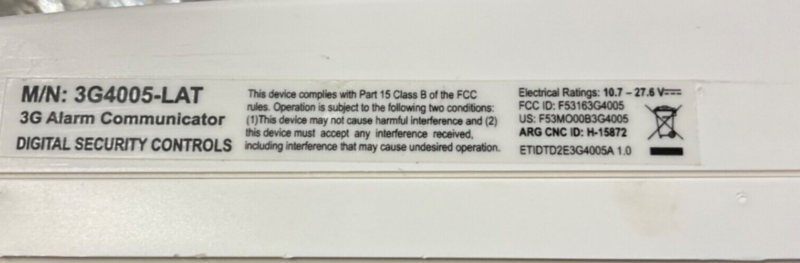 M/N: 3G4005-LAT
3G Alarm Communicator
DIGITAL SECURITY CONTROLS
This device complies with Part 15 Class B of the FCC
rules. Operation is subject to the following two conditions:
(1)This device may not cause harmful interference and (2)
this device must accept any interference received,
including interference that may cause undesired operation.
Electrical Ratings: 10.7 - 27.6 V⎓
FCC ID: F53163G4005
US: F53MO00B3G4005
ARG CNC ID: H-15872
ETIDTD2E3G4005A 1.0